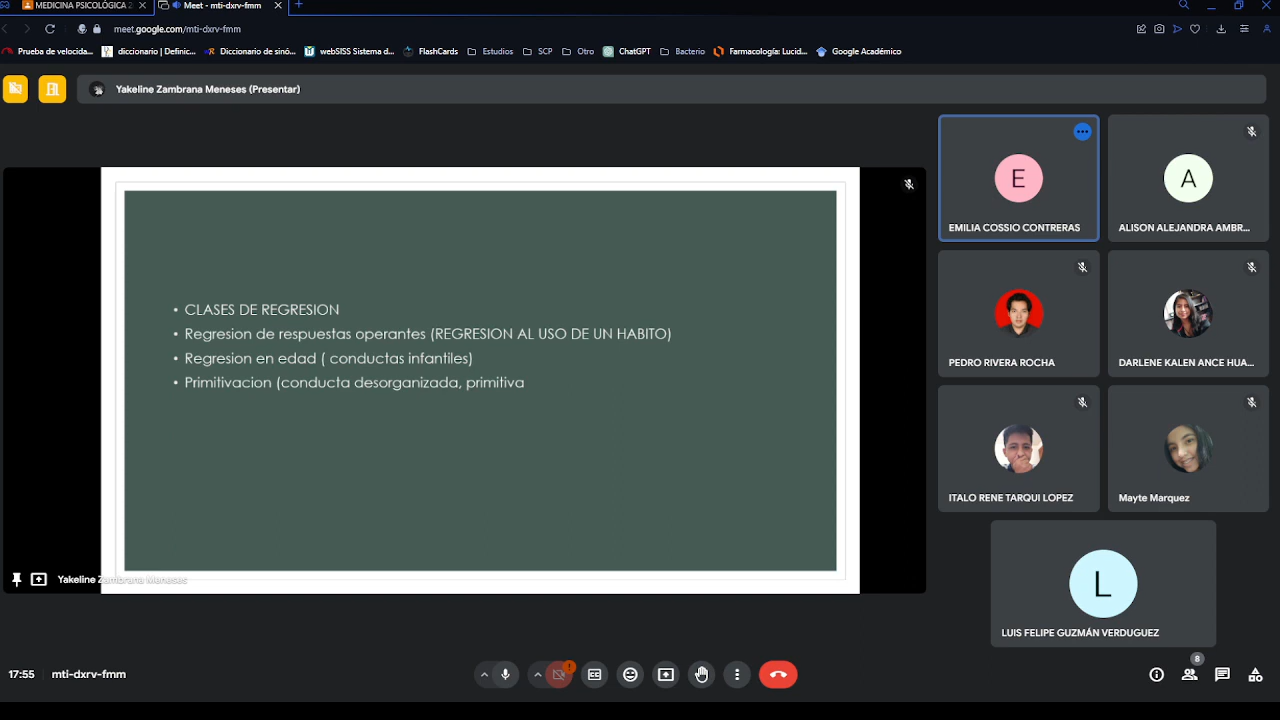 MEDICINA PSICOLÓGICA 2
Meet - mti-dxrv-fmm
meet.google.com/mti-dxrv-fmm
Prueba de velocida...
diccionario | Definic...
Diccionario de sinó...
webSISS Sistema d...
FlashCards
Estudios
SCP
Otro
ChatGPT
Bacterio
Farmacología: Lucid...
Google Académico
Yakeline Zambrana Meneses (Presentar)
• CLASES DE REGRESION
• Regresion de respuestas operantes (REGRESION AL USO DE UN HABITO)
• Regresion en edad ( conductas infantiles)
• Primitivacion (conducta desorganizada, primitiva
Yakeline Zambrana Meneses
E
EMILIA COSSIO CONTRERAS
A
ALISON ALEJANDRA AMBR...
PEDRO RIVERA ROCHA
DARLENE KALEN ANCE HUA...
ITALO RENE TARQUI LOPEZ
Mayte Marquez
L
LUIS FELIPE GUZMÁN VERDUGUEZ
17:55
mti-dxrv-fmm
8